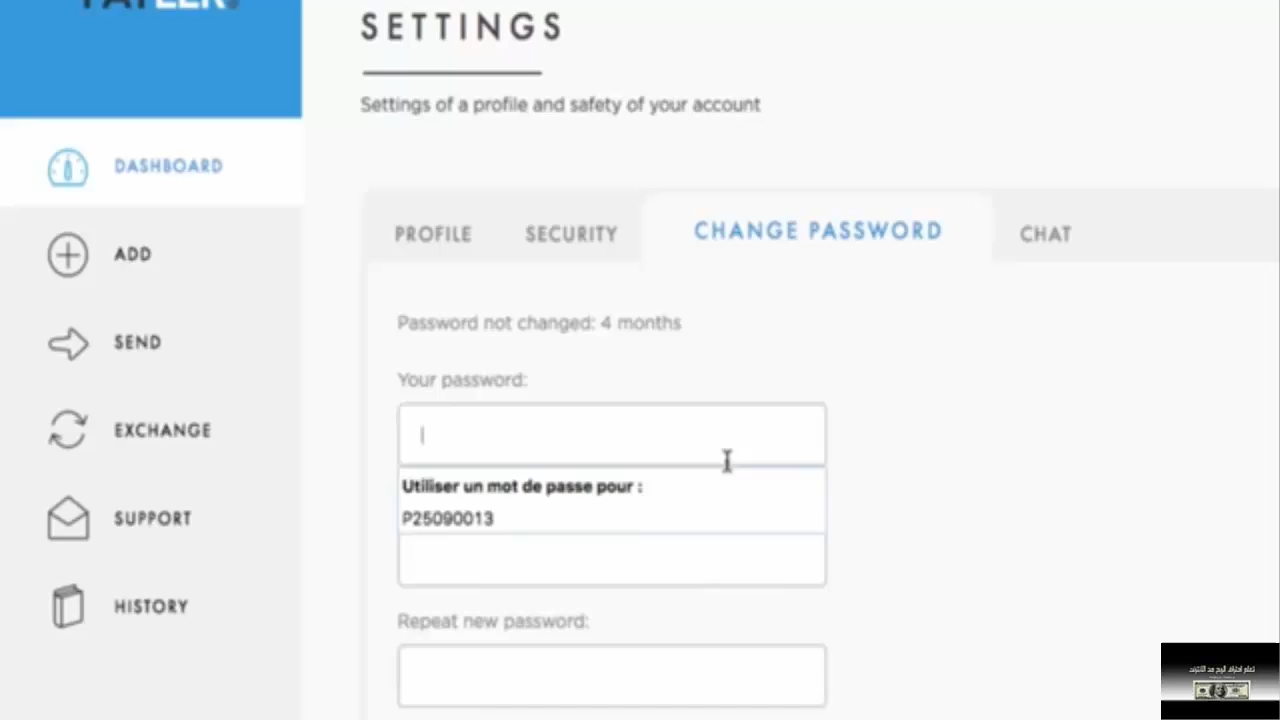 SETTINGS
Settings of a profile and safety of your account
DASHBOARD
ADD
SEND
EXCHANGE
SUPPORT
HISTORY
PROFILE
SECURITY
CHANGE PASSWORD
CHAT
Password not changed: 4 months
Your password:
Utiliser un mot de passe pour :
P25090013
Repeat new password: